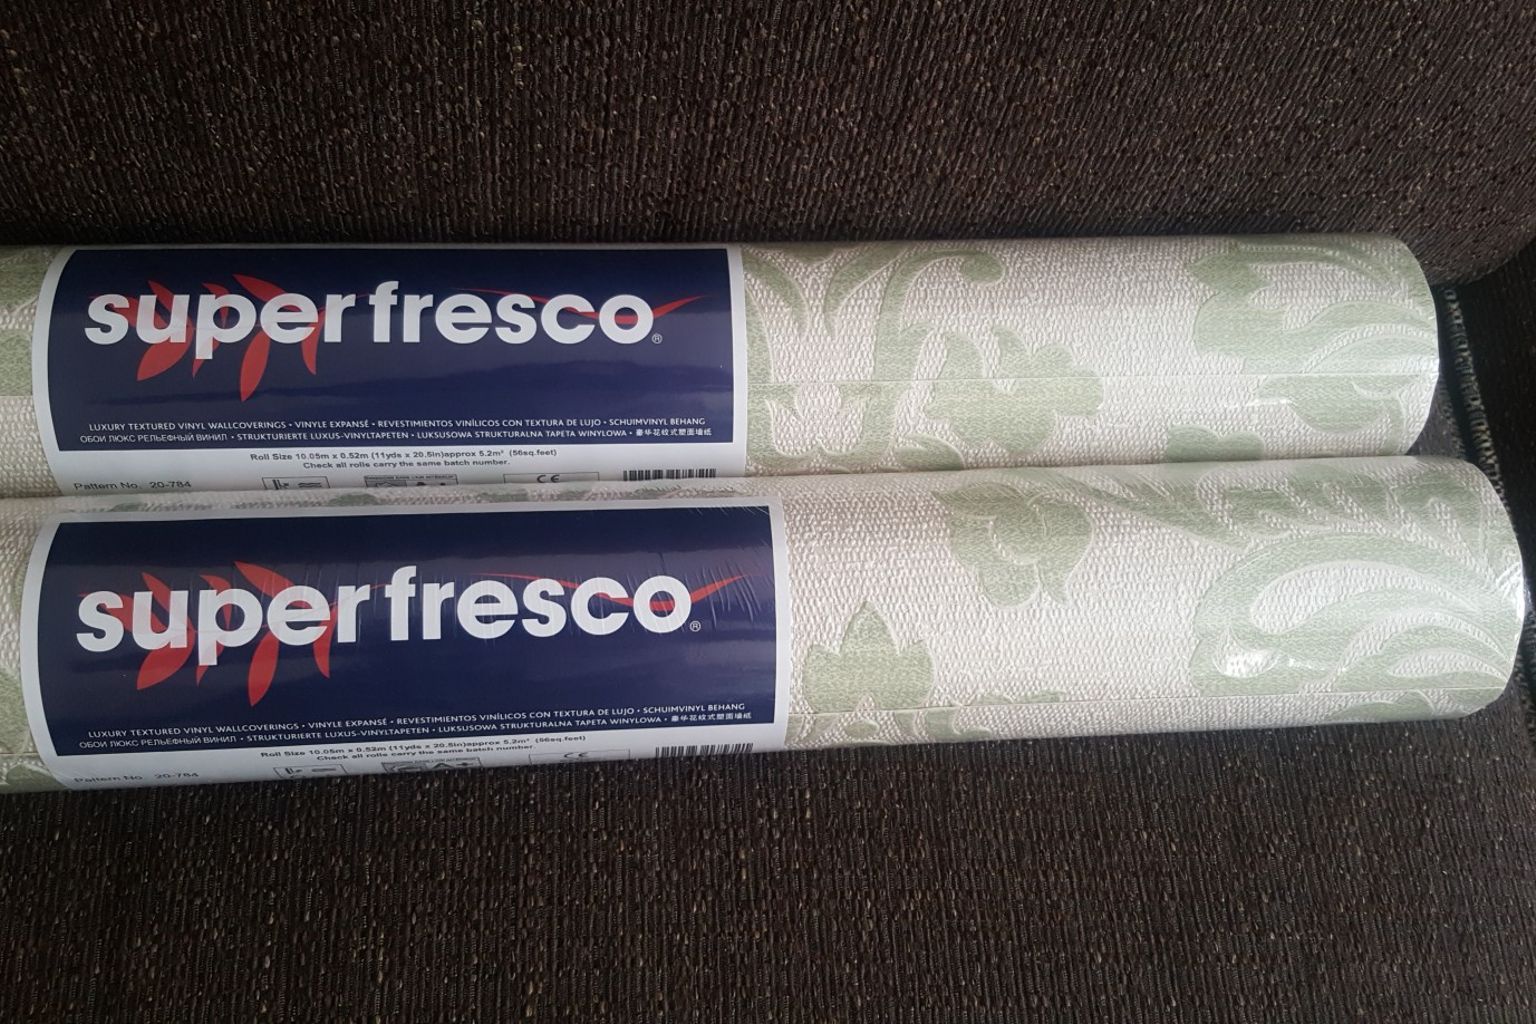 super fresco®
LUXURY TEXTURED VINYL WALLCOVERINGS • VINYLE EXPANSÉ • REVESTIMIENTOS VINÍLICOS CON TEXTURA DE LUJO • SCHUIMVINYL BEHANG
ОБОИ ЛЮКС РЕЛЬЕФНЫЙ ВИНИЛ • STRUKTURIERTE LUXUS-VINYLTAPETEN • LUKSUSOWA STRUKTURALNA TAPETA WINYLOWA • 豪华花纹式塑面墙纸
Roll Size 10.05m x 0.52m (11yds x 20.5in)approx 5.2m² (56sq.feet)
Check all rolls carry the same batch number.
Pattern No. 20-784
CE
super fresco®
LUXURY TEXTURED VINYL WALLCOVERINGS • VINYLE EXPANSÉ • REVESTIMIENTOS VINÍLICOS CON TEXTURA DE LUJO • SCHUIMVINYL BEHANG
ОБОИ ЛЮКС РЕЛЬЕФНЫЙ ВИНИЛ • STRUKTURIERTE LUXUS-VINYLTAPETEN • LUKSUSOWA STRUKTURALNA TAPETA WINYLOWA • 豪华花纹式塑面墙纸
Roll Size 10.05m x 0.52m (11yds x 20.5in)approx 5.2m² (56sq.feet)
Check all rolls carry the same batch number.
Pattern No. 20-784
A+
CE